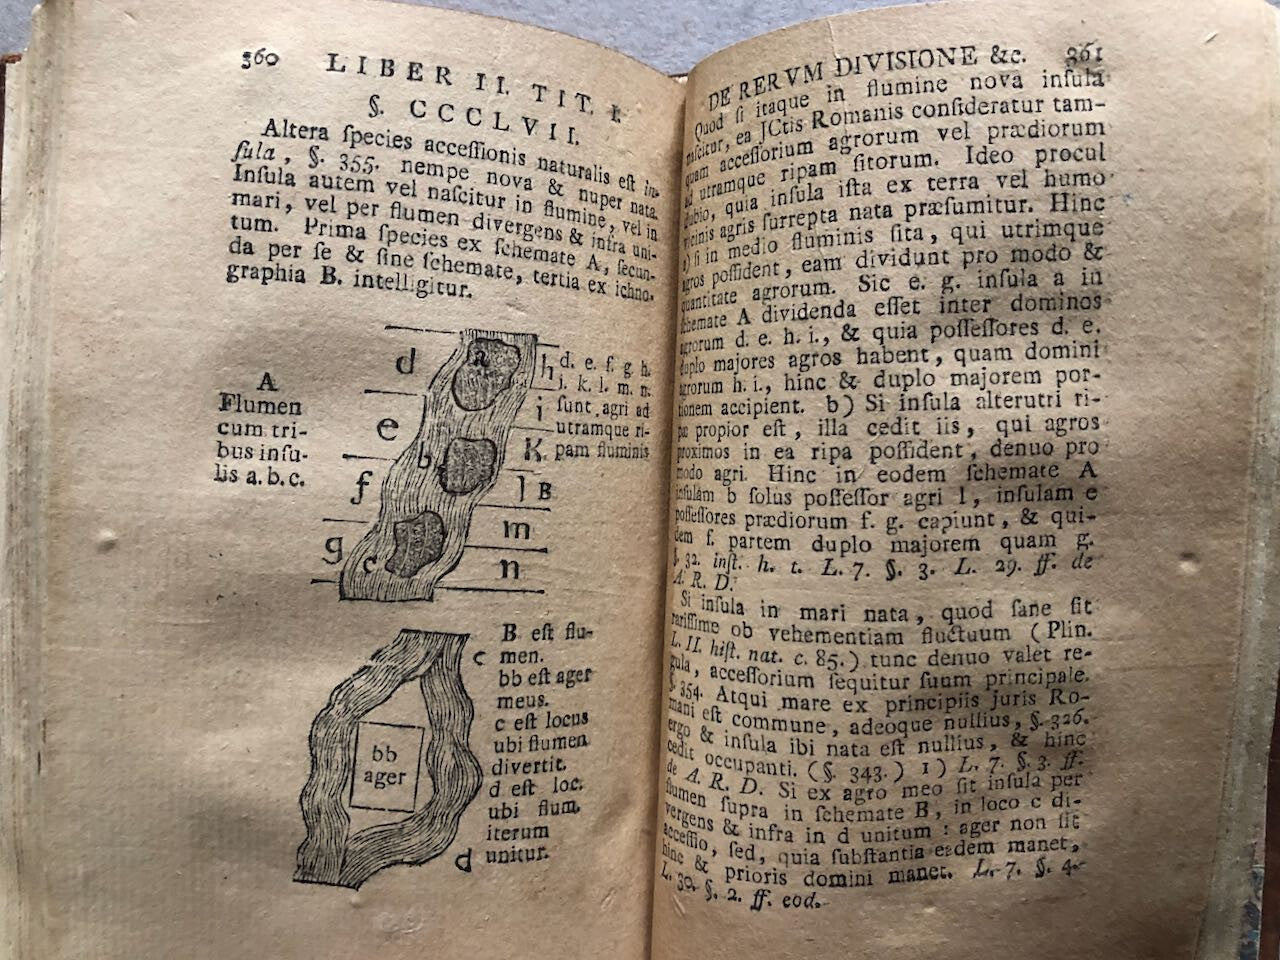 360 LIBER II. TIT. I.
§. CCCCLVII.
Altera ſpecies acceſſionis naturalis eſt in-
ſula, §. 355. nempe nova & nuper nata.
Inſula autem vel naſcitur in flumine, vel in
mari, vel per flumen divergens & infra uni-
tum. Prima ſpecies ex ſchemate A, ſecun-
da per ſe & ſine ſchemate, tertia ex ichno-
graphia B. intelligitur.
A
Flumen
cum tri-
bus inſu-
lis a. b. c.
d
e
f
g
a
b
c
h
i
K
l B
m
n
d. e. f. g. h.
i. k. l. m. n.
ſunt agri ad
utramque ri-
pam fluminis
bb
ager
c
d
B eſt flu-
men.
bb eſt ager
meus.
c eſt locus
ubi flumen
divertit.
d eſt loc.
ubi flum.
iterum
unitur.
DE RERVM DIVISIONE &c. 361
Quod ſi itaque in flumine nova inſula
naſcitur, ea JCtis Romanis conſideratur tam-
quam acceſſorium agrorum vel prædiorum
ad utramque ripam ſitorum. Ideo procul
dubio, quia inſula iſta ex terra vel humo
vicinis agris ſurrepta nata præſumitur. Hinc
a) ſi in medio fluminis ſita, qui utrimque
agros poſſident, eam dividunt pro modo &
quantitate agrorum. Sic e. g. inſula a in
ſchemate A dividenda eſſet inter dominos
agrorum d. e. h. i., & quia poſſeſſores d. e.
duplo majores agros habent, quam domini
agrorum h. i., hinc & duplo majorem por-
tionem accipient. b) Si inſula alterutri ri-
pæ propior eſt, illa cedit iis, qui agros
proximos in ea ripa poſſident, denuo pro
modo agri. Hinc in eodem ſchemate A
inſulam b ſolus poſſeſſor agri l, inſulam e
poſſeſſores prædiorum f. g. capiunt, & qui-
dem f. partem duplo majorem quam g.
§. 32. inſt. h. t. L. 7. §. 3. L. 29. ff. de
A. R. D.
Si inſula in mari nata, quod ſane ſit
rariſſime ob vehementiam fluctuum (Plin.
L. II. hiſt. nat. c. 85.) tunc denuo valet re-
gula, acceſſorium ſequitur ſuum principale.
§. 354. Atqui mare ex principiis juris Ro-
mani eſt commune, adeoque nullius, §. 326.
ergo & inſula ibi nata eſt nullius, & hinc
cedit occupanti. (§. 343.) 1) L. 7. §. 3. ff.
de A. R. D. Si ex agro meo ſit inſula per
flumen ſupra in ſchemate B, in loco c di-
vergens & infra in d unitum : ager non ſit
acceſſio, ſed, quia ſubſtantia eadem manet,
hinc & prioris domini manet. L. 7. §. 4.
L. 30. §. 2. ff. eod.